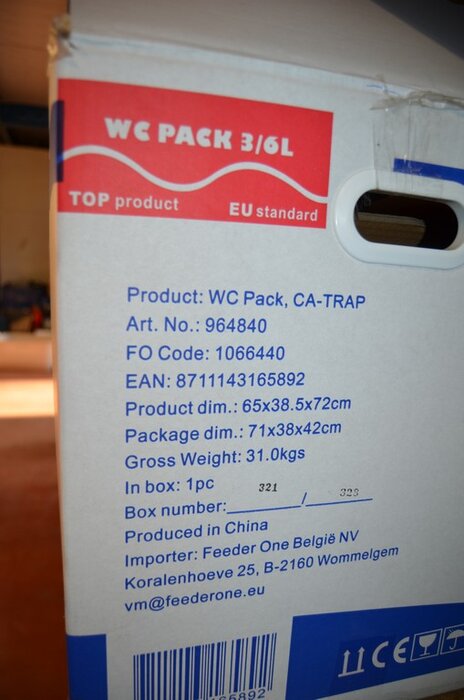 WC PACK 3/6L
TOP product EU standard
Product: WC Pack, CA-TRAP
Art. No.: 964840
FO Code: 1066440
EAN: 8711143165892
Product dim.: 65x38.5x72cm
Package dim.: 71x38x42cm
Gross Weight: 31.0kgs
In box: 1pc
Box number: 321 / 323
Produced in China
Importer: Feeder One België NV
Koralenhoeve 25, B-2160 Wommelgem
vm@feederone.eu
CE
165892